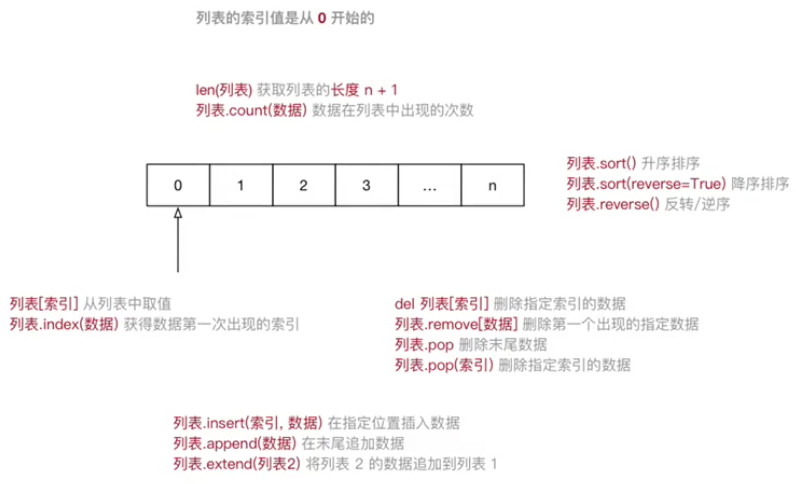 列表的索引值是从 0 开始的
len(列表) 获取列表的长度 n + 1
列表.count(数据) 数据在列表中出现的次数
0 1 2 3 ... n
列表.sort() 升序排序
列表.sort(reverse=True) 降序排序
列表.reverse() 反转/逆序
列表[索引] 从列表中取值
列表.index(数据) 获得数据第一次出现的索引
del 列表[索引] 删除指定索引的数据
列表.remove[数据] 删除第一个出现的指定数据
列表.pop 删除末尾数据
列表.pop(索引) 删除指定索引的数据
列表.insert(索引, 数据) 在指定位置插入数据
列表.append(数据) 在末尾追加数据
列表.extend(列表2) 将列表 2 的数据追加到列表 1